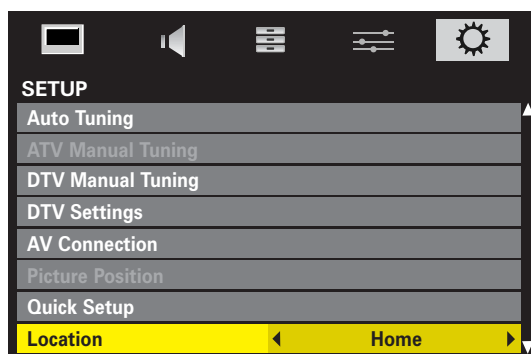 SETUP
Auto Tuning
ATV Manual Tuning
DTV Manual Tuning
DTV Settings
AV Connection
Picture Position
Quick Setup
Location Home